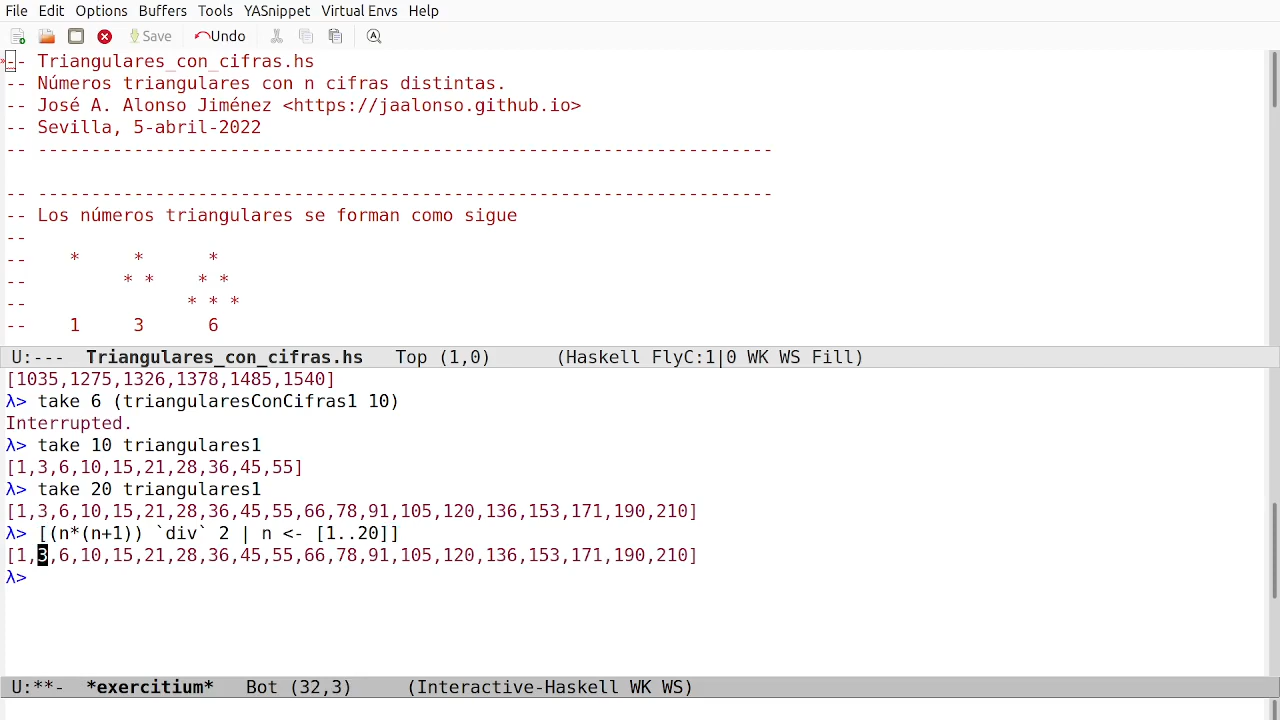 File Edit Options Buffers Tools YASnippet Virtual Envs Help
Save Undo
-- Triangulares_con_cifras.hs
-- Números triangulares con n cifras distintas.
-- José A. Alonso Jiménez <https://jaalonso.github.io>
-- Sevilla, 5-abril-2022
-- ---------------------------------------------------------------------
-- ---------------------------------------------------------------------
-- Los números triangulares se forman como sigue
--
--    *     *      *
--         * *    * *
--               * * *
--    1     3      6
U:---  Triangulares_con_cifras.hs   Top (1,0)      (Haskell FlyC:1|0 WK WS Fill)
[1035,1275,1326,1378,1485,1540]
λ> take 6 (triangularesConCifras1 10)
Interrupted.
λ> take 10 triangulares1
[1,3,6,10,15,21,28,36,45,55]
λ> take 20 triangulares1
[1,3,6,10,15,21,28,36,45,55,66,78,91,105,120,136,153,171,190,210]
λ> [(n*(n+1)) `div` 2 | n <- [1..20]]
[1,3,6,10,15,21,28,36,45,55,66,78,91,105,120,136,153,171,190,210]
λ>
U:**-  *exercitium*   Bot (32,3)     (Interactive-Haskell WK WS)